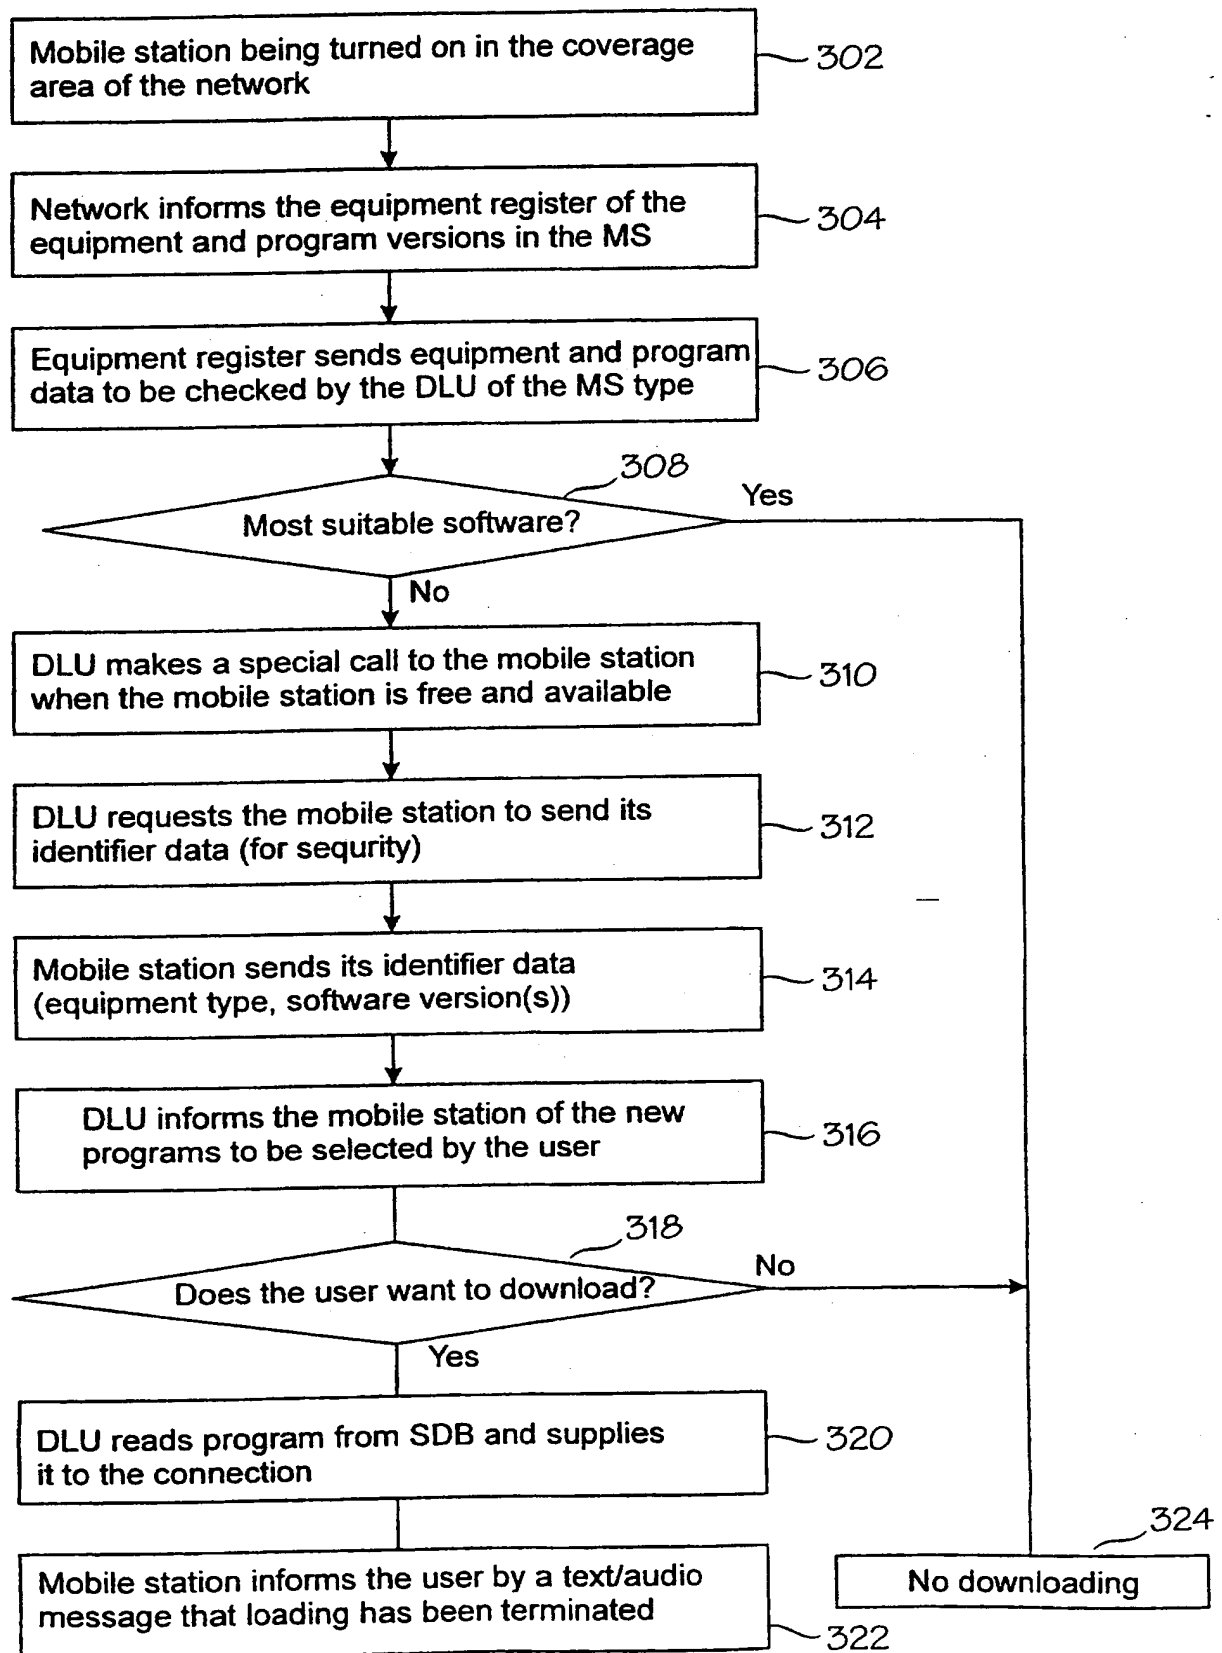 Mobile station being turned on in the coverage
area of the network
302
Network informs the equipment register of the
equipment and program versions in the MS
304
Equipment register sends equipment and program
data to be checked by the DLU of the MS type
306
308
Most suitable software?
Yes
No
DLU makes a special call to the mobile station
when the mobile station is free and available
310
DLU requests the mobile station to send its
identifier data (for sequrity)
312
Mobile station sends its identifier data
(equipment type, software version(s))
314
DLU informs the mobile station of the new
programs to be selected by the user
316
318
Does the user want to download?
No
Yes
DLU reads program from SDB and supplies
it to the connection
320
Mobile station informs the user by a text/audio
message that loading has been terminated
322
324
No downloading